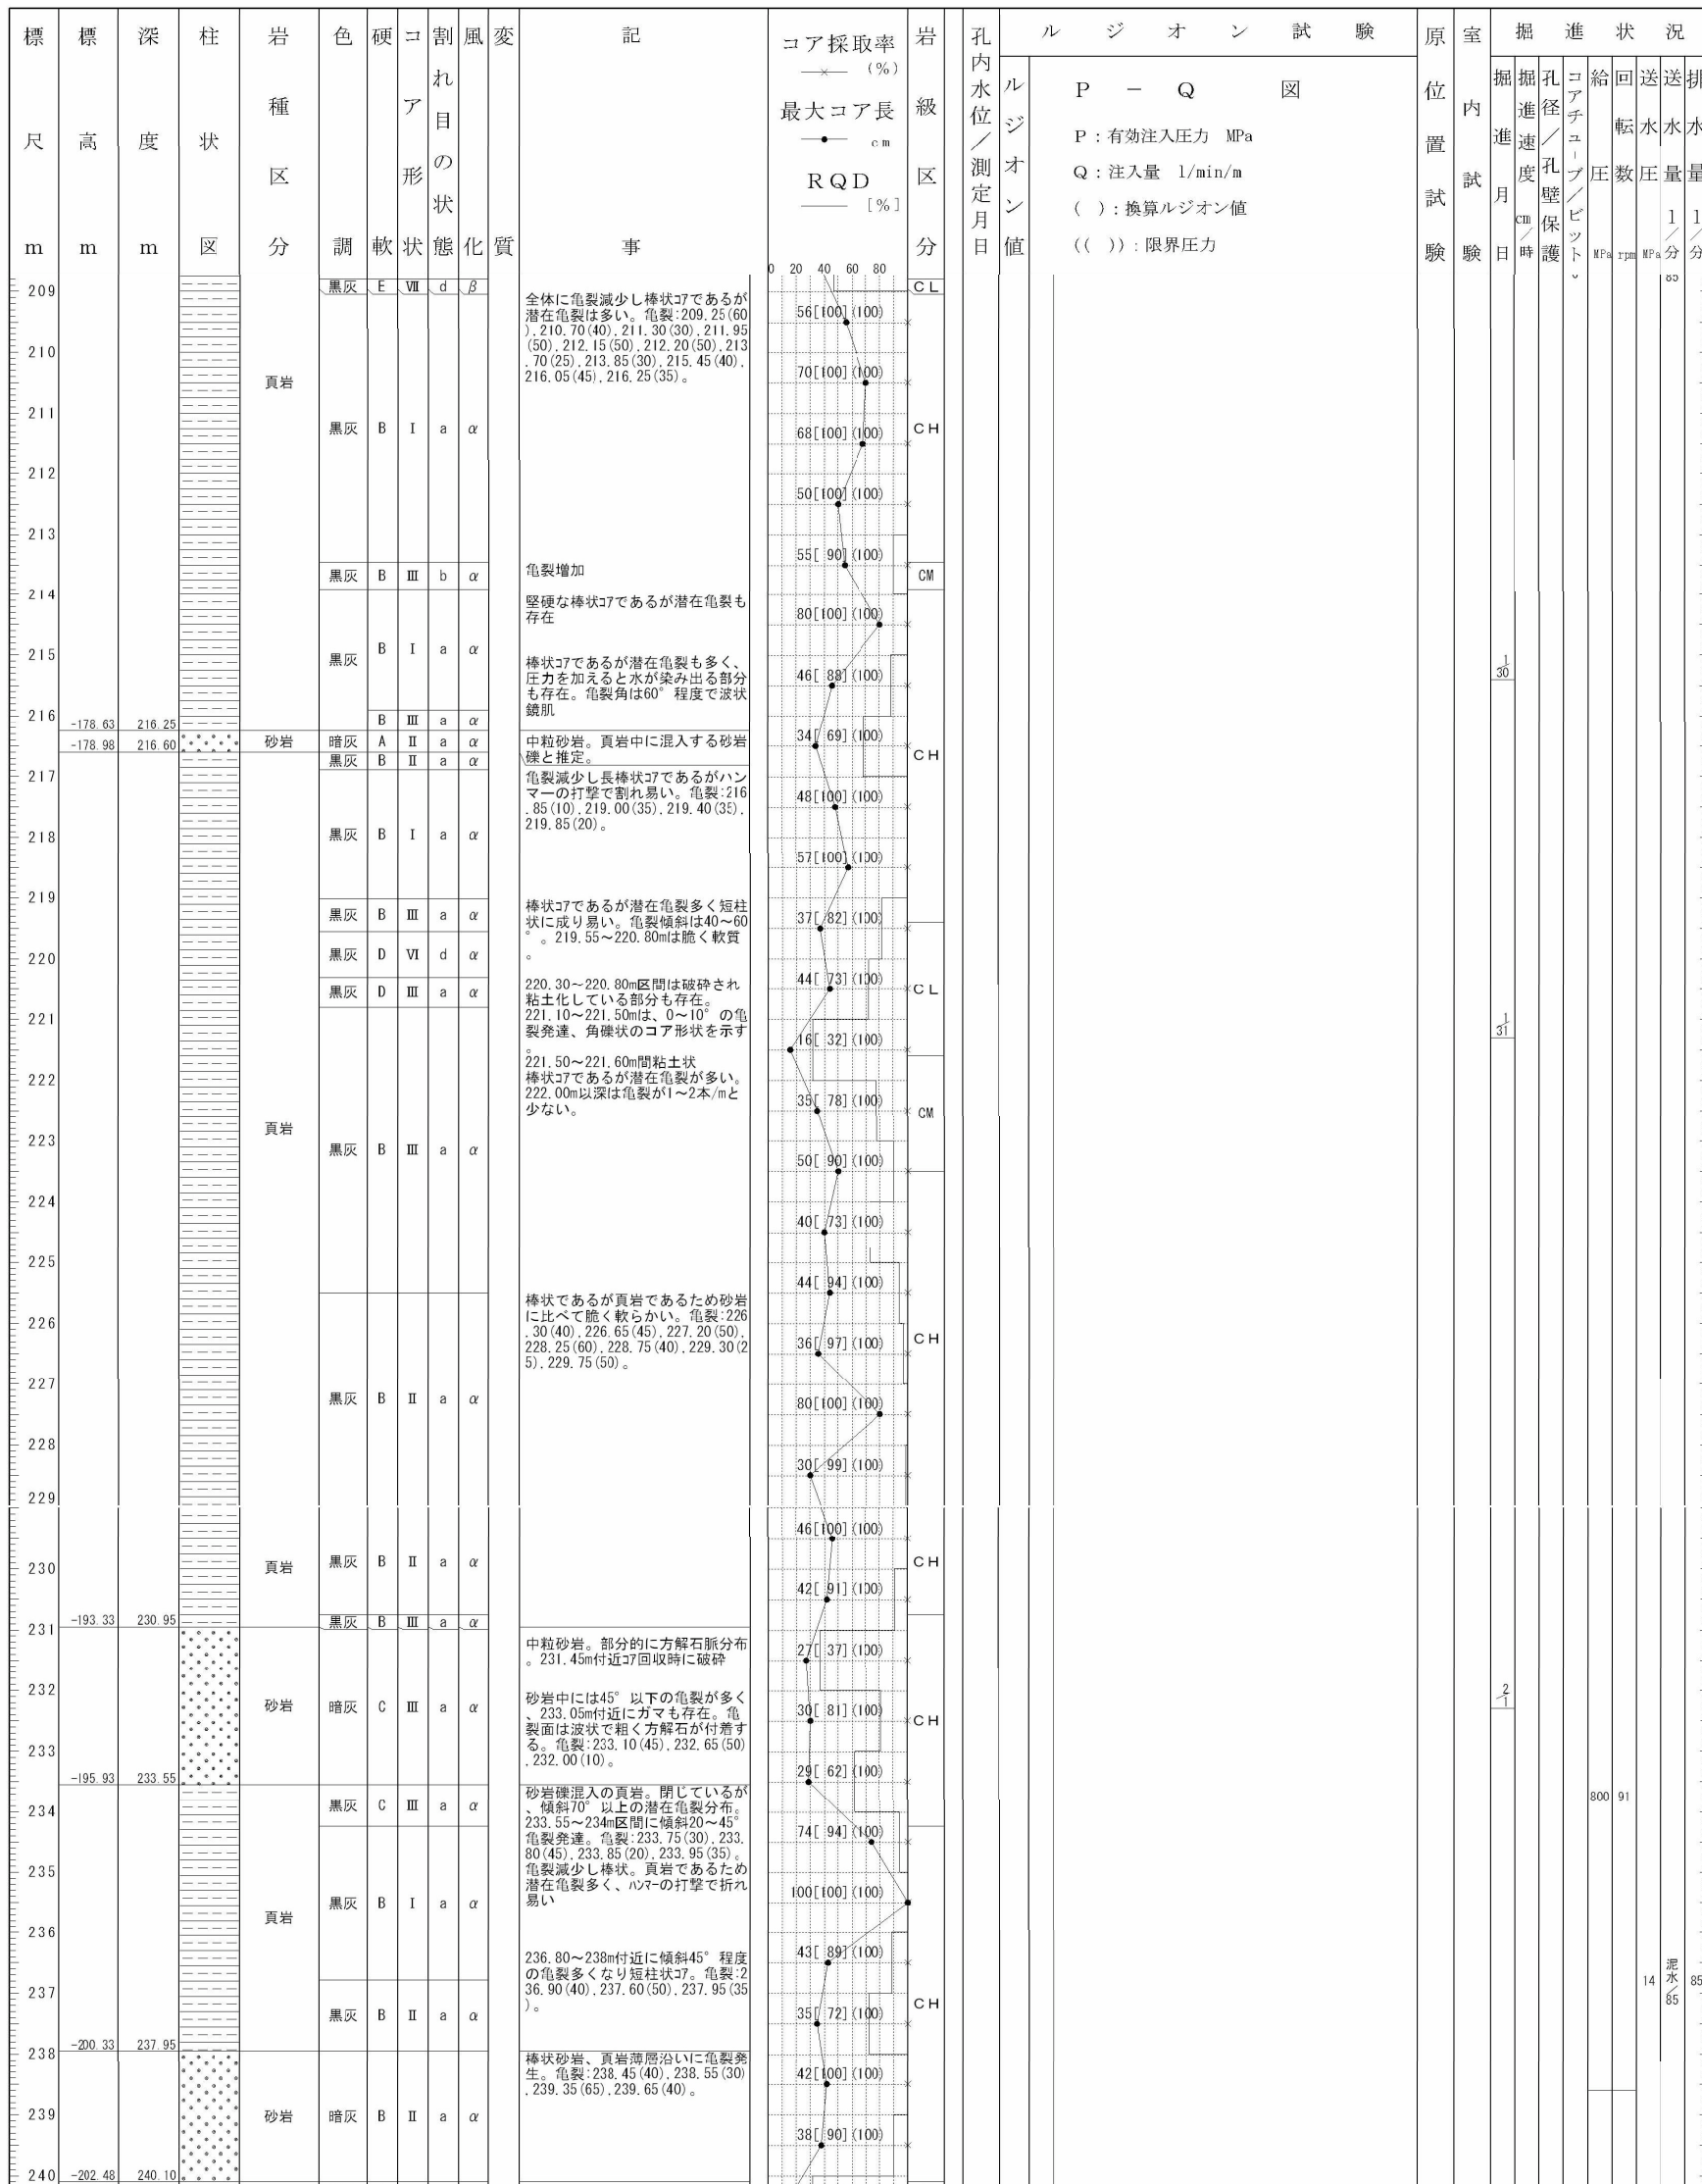 標尺m
標高m
深度m
柱状図
岩種区分
色調
硬軟
コア形状
割れ目の状態
風化
変質
記事
コア採取率
(%)
最大コア長
cm
RQD
[%]
0 20 40 60 80
岩級区分
孔内水位/測定月日
ルジオン試験
ルジオン値
P － Q 図
P：有効注入圧力 MPa
Q：注入量 l/min/m
( )：換算ルジオン値
(( ))：限界圧力
原位置試験
室内試験
掘進状況
掘進月日
掘進速度 cm/時
孔径/孔壁保護
コアチューブ/ビット
給圧 MPa
回転数 rpm
送水圧 MPa
送水量 l/分
排水量 l/分
209
黒灰 E Ⅶ d β
CL
85
全体に亀裂減少し棒状ｺｱであるが
潜在亀裂は多い。亀裂:209.25(60
),210.70(40),211.30(30),211.95
(50),212.15(50),212.20(50),213
.70(25),213.85(30),215.45(40),
216.05(45),216.25(35)。
56[100](100)
210
頁岩
70[100](100)
211
黒灰 B Ⅰ a α
68[100](100)
CH
212
50[100](100)
213
55[ 90](100)
黒灰 B Ⅲ b α
亀裂増加
CM
214
堅硬な棒状ｺｱであるが潜在亀裂も
存在
80[100](100)
215
黒灰 B Ⅰ a α
棒状ｺｱであるが潜在亀裂も多く、
圧力を加えると水が染み出る部分
も存在。亀裂角は60°程度で波状
鏡肌
46[ 88](100)
1/30
216
B Ⅲ a α
-178.63 216.25
砂岩 暗灰 A Ⅱ a α
中粒砂岩。頁岩中に混入する砂岩
礫と推定。
34[ 69](100)
CH
-178.98 216.60
黒灰 B Ⅱ a α
217
亀裂減少し長棒状ｺｱであるがハン
マーの打撃で割れ易い。亀裂:216
.85(10),219.00(35),219.40(35),
219.85(20)。
48[100](100)
218
黒灰 B Ⅰ a α
57[100](100)
219
黒灰 B Ⅲ a α
棒状ｺｱであるが潜在亀裂多く短柱
状に成り易い。亀裂傾斜は40～60
°。219.55～220.80mは脆く軟質
。
37[ 82](100)
220
黒灰 D Ⅵ d α
44[ 73](100)
CL
黒灰 D Ⅲ a α
220.30～220.80m区間は破砕され
粘土化している部分も存在。
221.10～221.50mは、0～10°の亀
裂発達、角礫状のコア形状を示す
。
221
16[ 32](100)
1/31
221.50～221.60m間粘土状
棒状ｺｱであるが潜在亀裂が多い。
222.00m以深は亀裂が1～2本/mと
少ない。
222
35[ 78](100)
CM
頁岩
223
黒灰 B Ⅲ a α
50[ 90](100)
224
40[ 73](100)
225
44[ 94](100)
棒状であるが頁岩であるため砂岩
に比べて脆く軟らかい。亀裂:226
.30(40),226.65(45),227.20(50),
228.25(60),228.75(40),229.30(2
5),229.75(50)。
226
36[ 97](100)
CH
227
黒灰 B Ⅱ a α
80[100](100)
228
30[ 99](100)
229
46[100](100)
230
頁岩 黒灰 B Ⅱ a α
CH
42[ 91](100)
-193.33 230.95
黒灰 B Ⅲ a α
231
中粒砂岩。部分的に方解石脈分布
。231.45m付近ｺｱ回収時に破砕
27[ 37](100)
232
砂岩 暗灰 C Ⅲ a α
砂岩中には45°以下の亀裂が多く
、233.05m付近にガマも存在。亀
裂面は波状で粗く方解石が付着す
る。亀裂:233.10(45),232.65(50)
,232.00(10)。
30[ 81](100)
CH
2/1
233
29[ 62](100)
-195.93 233.55
砂岩礫混入の頁岩。閉じているが
、傾斜70°以上の潜在亀裂分布。
233.55～234m区間に傾斜20～45°
亀裂発達。亀裂:233.75(30),233.
80(45),233.85(20),233.95(35)。
234
黒灰 C Ⅲ a α
800 91
74[ 94](100)
亀裂減少し棒状。頁岩であるため
潜在亀裂多く、ﾊﾝﾏｰの打撃で折れ
易い
235
100[100](100)
頁岩
黒灰 B Ⅰ a α
236
43[ 89](100)
236.80～238m付近に傾斜45°程度
の亀裂多くなり短柱状ｺｱ。亀裂:2
36.90(40),237.60(50),237.95(35
)。
14
泥水/85
85
237
黒灰 B Ⅱ a α
35[ 72](100)
CH
-200.33 237.95
238
棒状砂岩、頁岩薄層沿いに亀裂発
生。亀裂:238.45(40),238.55(30)
,239.35(65),239.65(40)。
42[100](100)
239
砂岩 暗灰 B Ⅱ a α
38[ 90](100)
240
-202.48 240.10